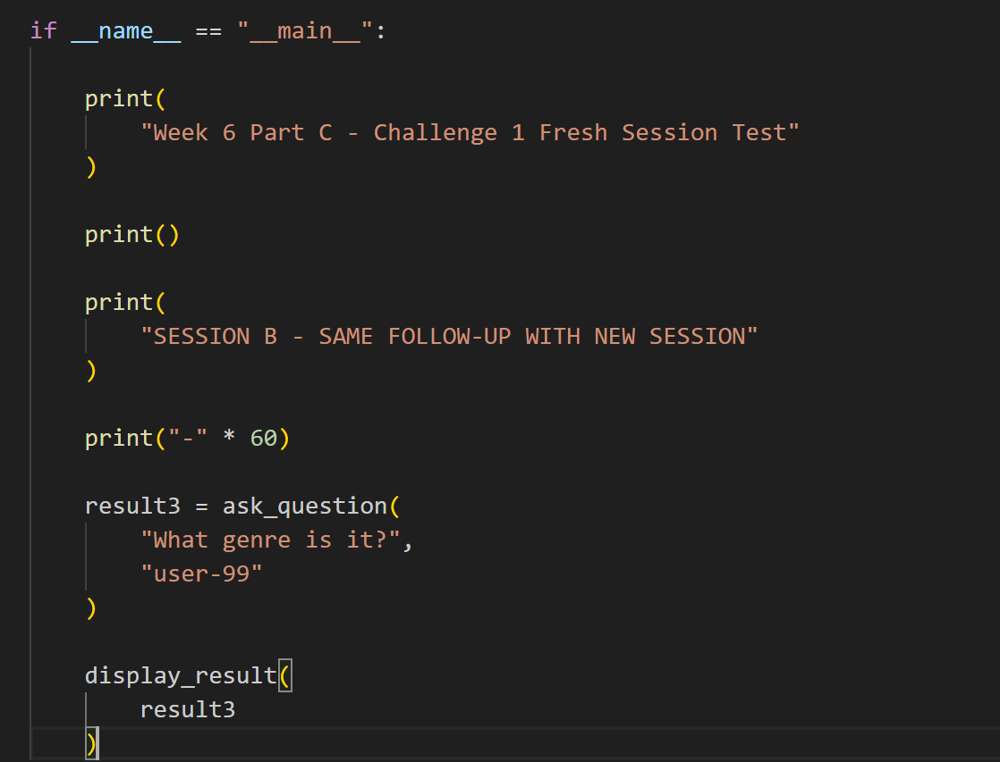 if __name__ == "__main__":
    print(
        "Week 6 Part C - Challenge 1 Fresh Session Test"
    )
    print()
    print(
        "SESSION B - SAME FOLLOW-UP WITH NEW SESSION"
    )
    print("-" * 60)
    result3 = ask_question(
        "What genre is it?",
        "user-99"
    )
    display_result(
        result3
    )